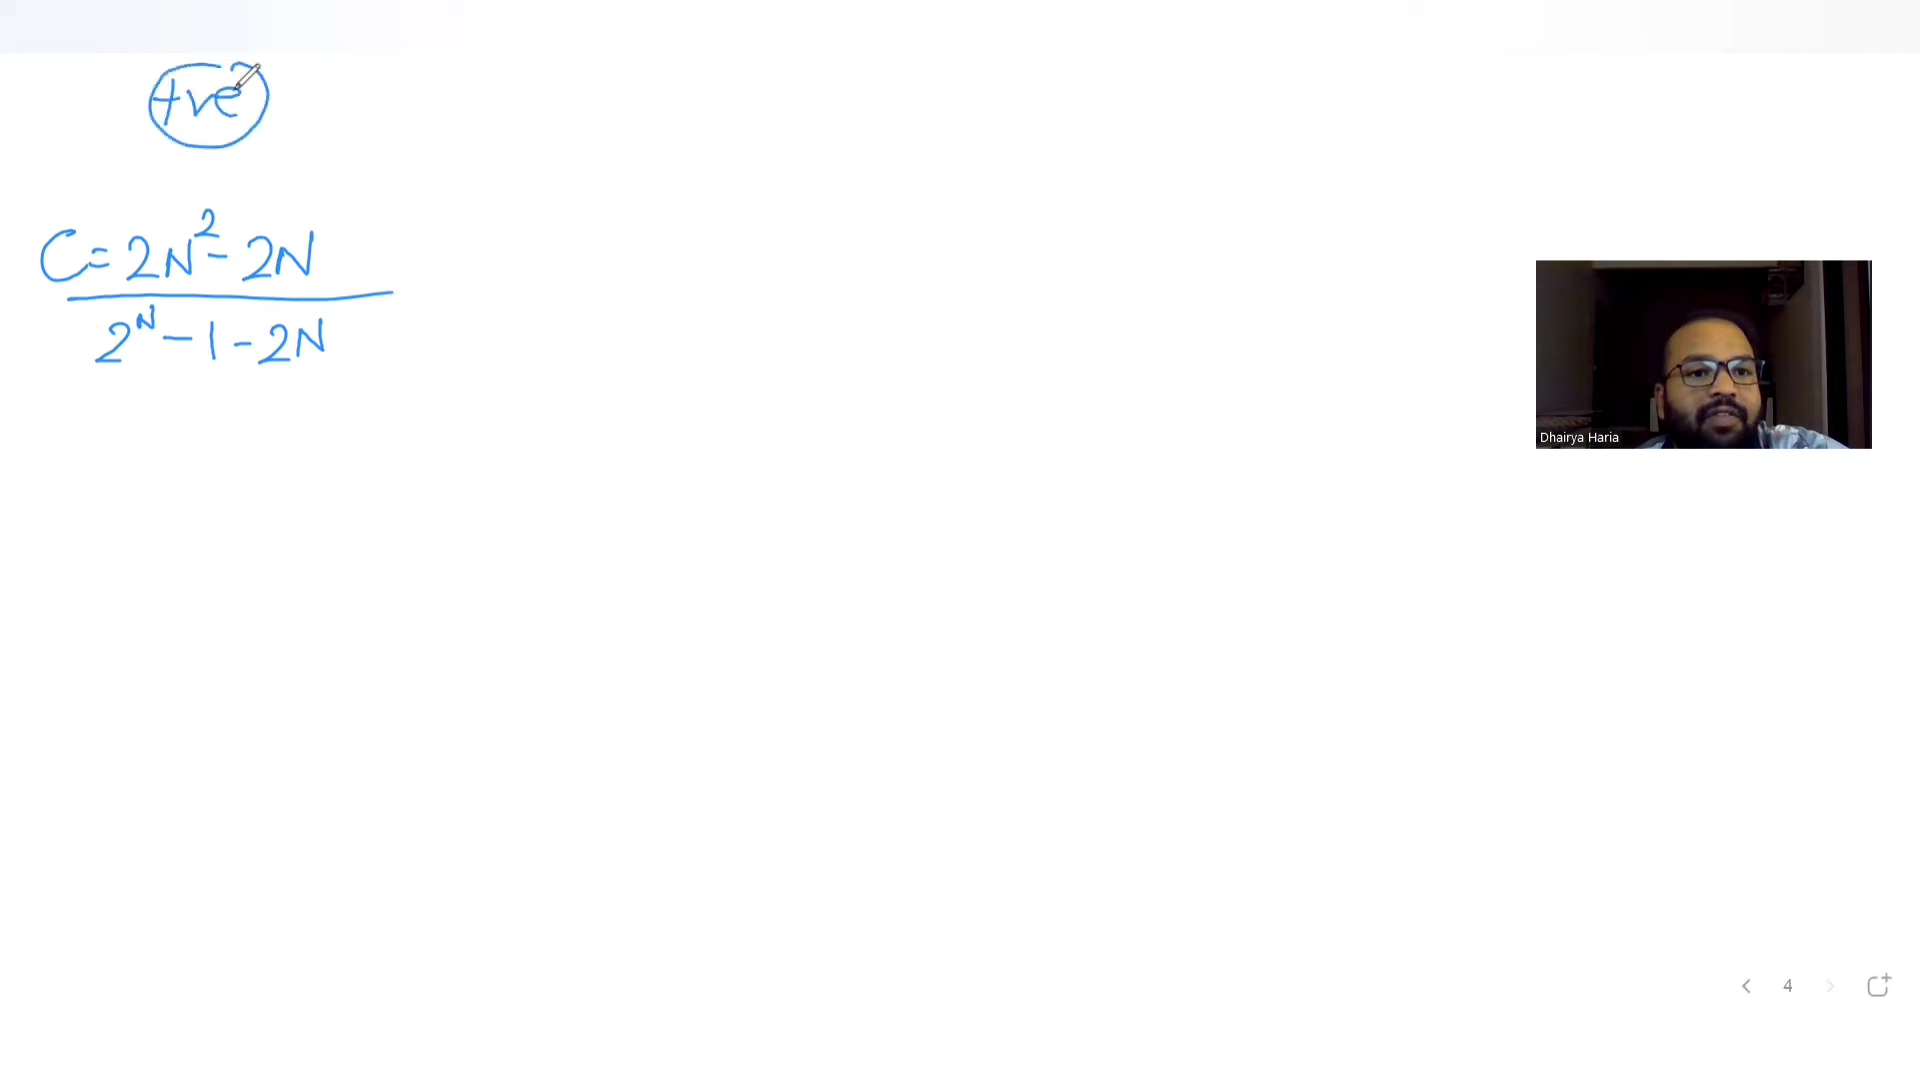 +ve
C = 2N² - 2N
2ᴺ - 1 - 2N
Dhairya Haria
4